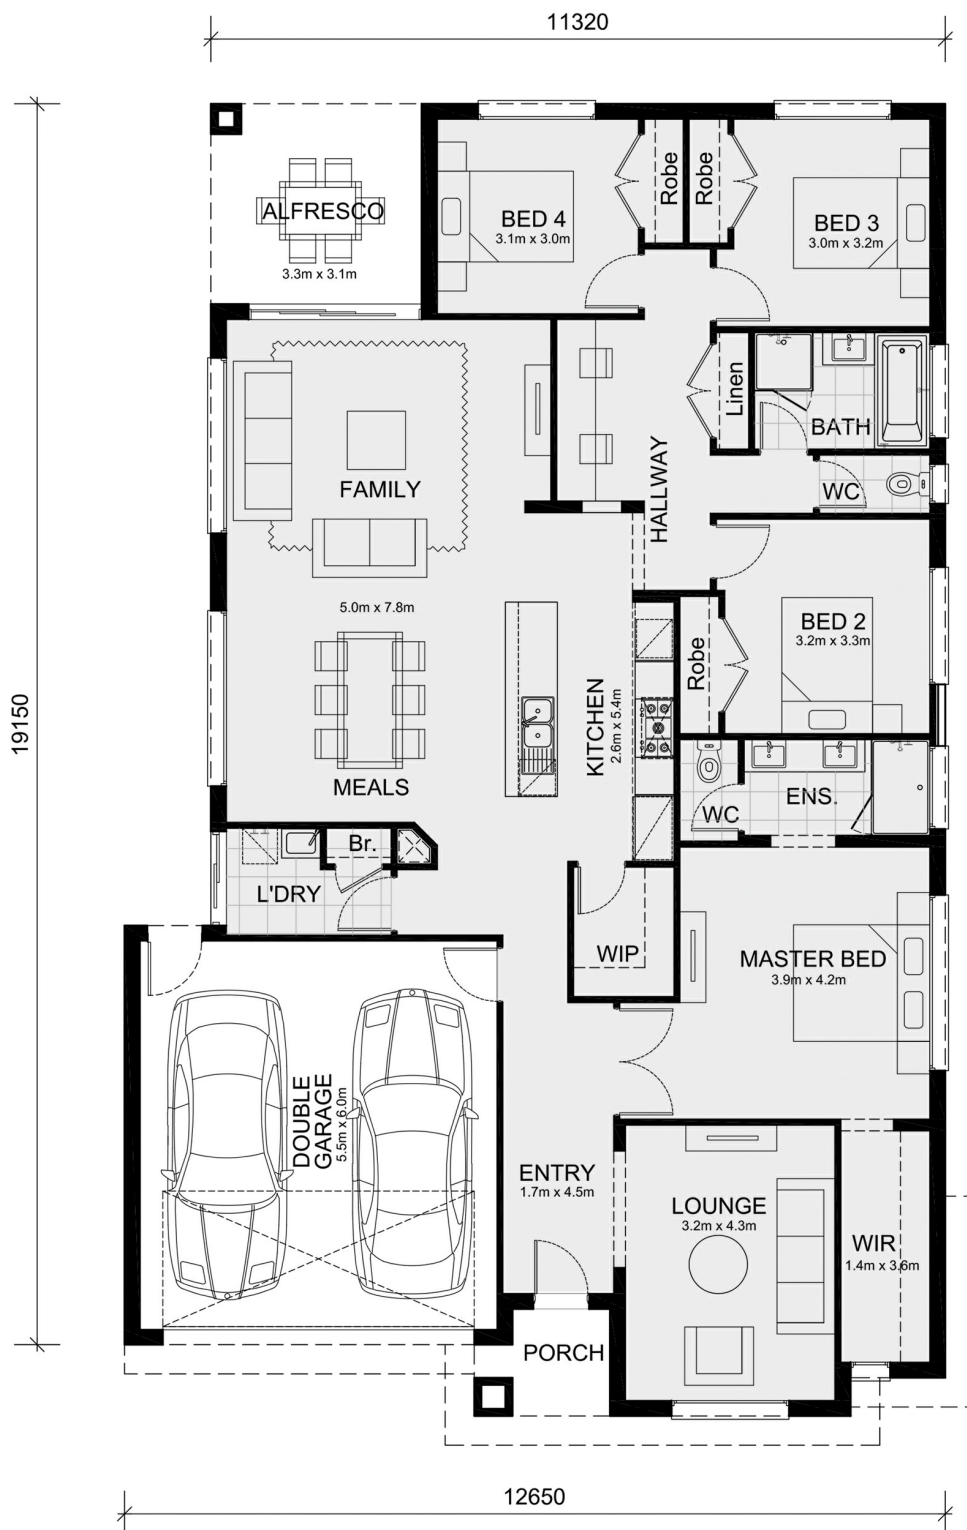 11320
19150
ALFRESCO
3.3m x 3.1m
BED 4
3.1m x 3.0m
Robe
Robe
BED 3
3.0m x 3.2m
Linen
BATH
FAMILY
HALLWAY
WC
5.0m x 7.8m
BED 2
3.2m x 3.3m
Robe
KITCHEN
2.6m x 5.4m
MEALS
WC
ENS.
Br.
L'DRY
WIP
MASTER BED
3.9m x 4.2m
DOUBLE
GARAGE
5.5m x 6.0m
ENTRY
1.7m x 4.5m
LOUNGE
3.2m x 4.3m
WIR
1.4m x 3.6m
PORCH
12650